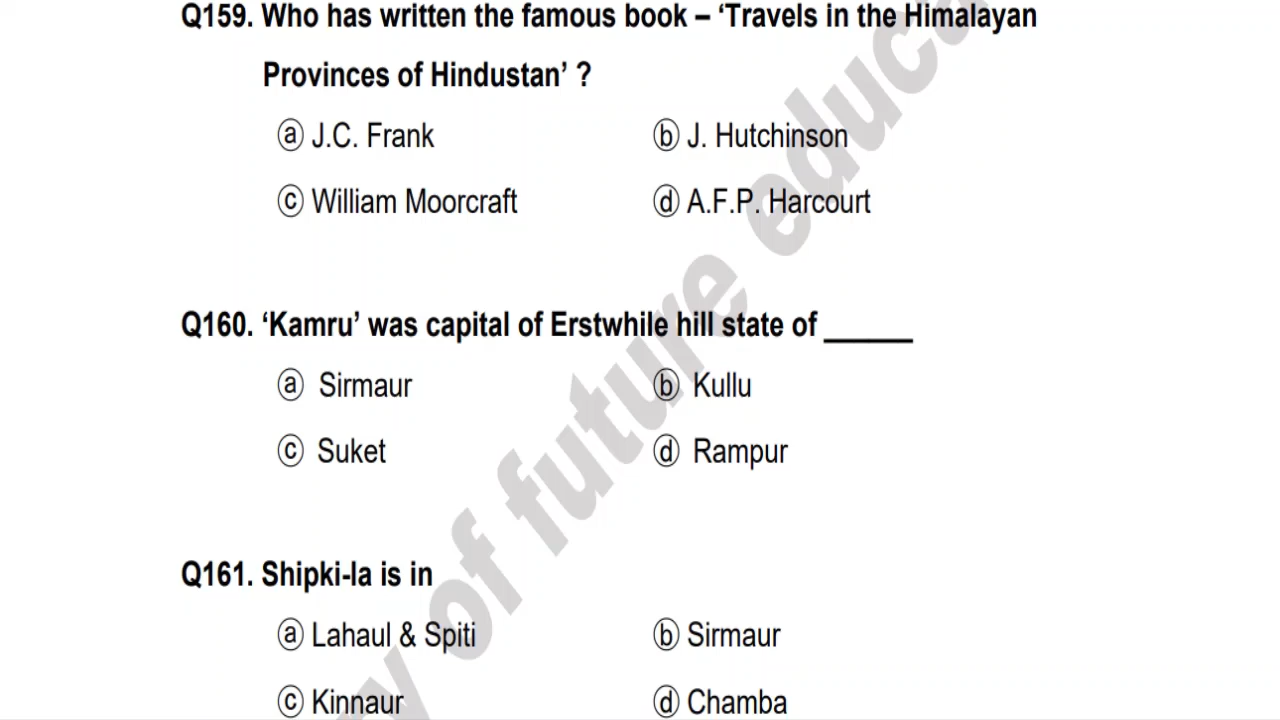 Q159. Who has written the famous book – ‘Travels in the Himalayan
Provinces of Hindustan’ ?
ⓐ J.C. Frank ⓑ J. Hutchinson
ⓒ William Moorcraft ⓓ A.F.P. Harcourt
Q160. ‘Kamru’ was capital of Erstwhile hill state of ______
ⓐ Sirmaur ⓑ Kullu
ⓒ Suket ⓓ Rampur
Q161. Shipki-la is in
ⓐ Lahaul & Spiti ⓑ Sirmaur
ⓒ Kinnaur ⓓ Chamba
of future